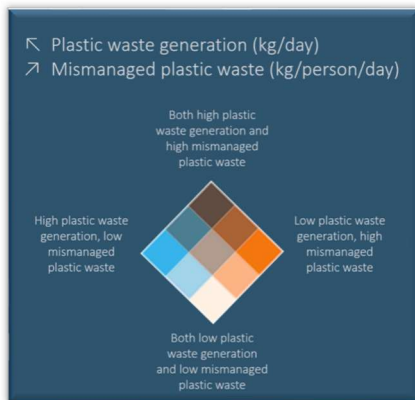 ↖ Plastic waste generation (kg/day)
↗ Mismanaged plastic waste (kg/person/day)
Both high plastic
waste generation and
high mismanaged
plastic waste
High plastic waste
generation, low
mismanaged
plastic waste
Low plastic waste
generation, high
mismanaged
plastic waste
Both low plastic
waste generation
and low mismanaged
plastic waste